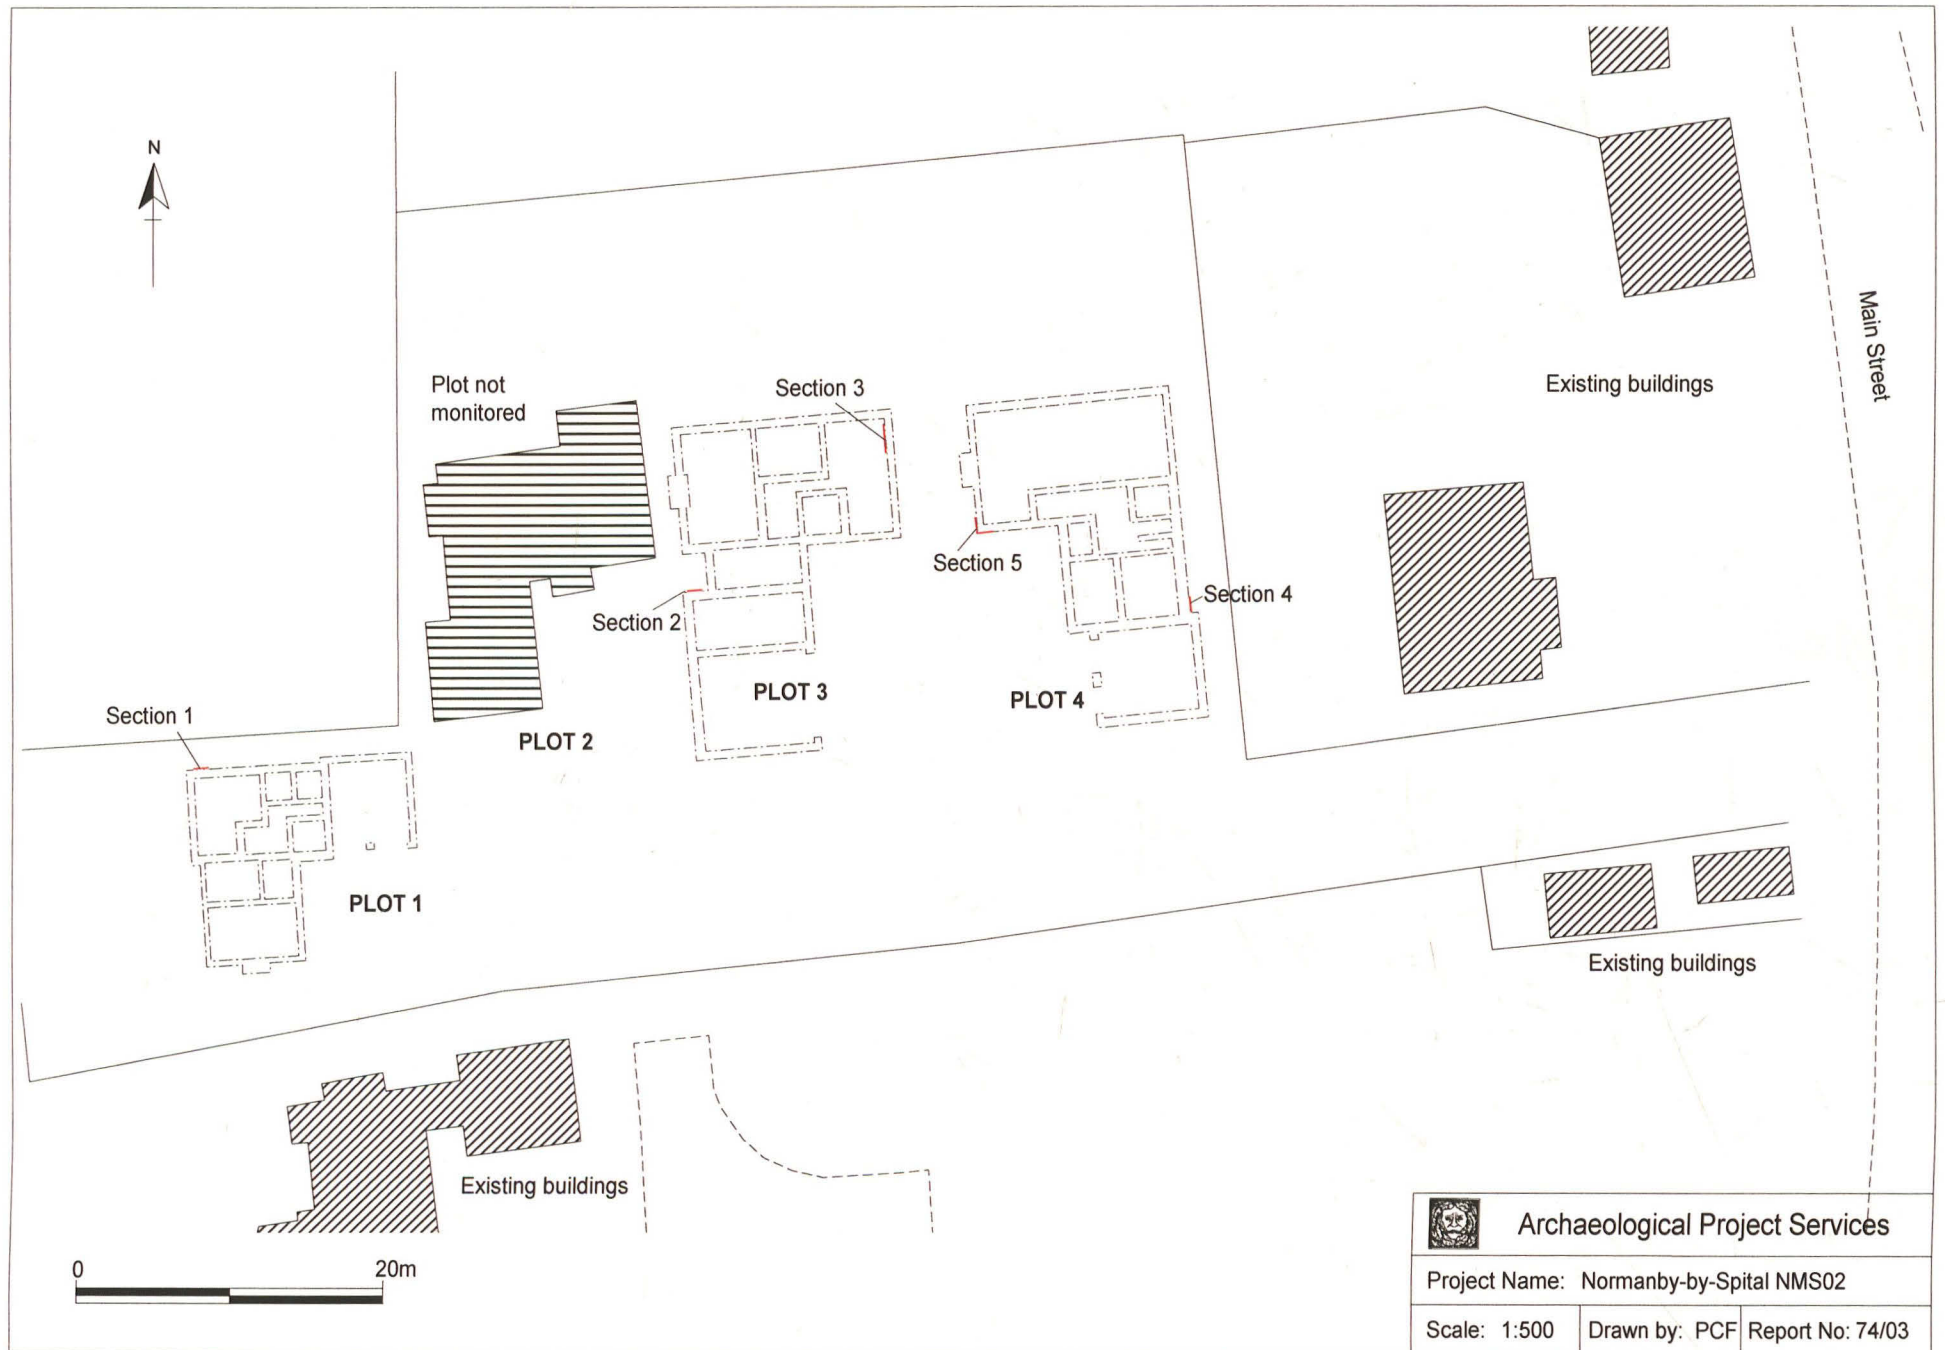 N
Main Street
Plot not
monitored
Section 3
Existing buildings
Section 5
Section 4
Section 2
PLOT 3
PLOT 4
Section 1
PLOT 2
PLOT 1
Existing buildings
Existing buildings
0 20m
Archaeological Project Services
Project Name: Normanby-by-Spital NMS02
Scale: 1:500 Drawn by: PCF Report No: 74/03